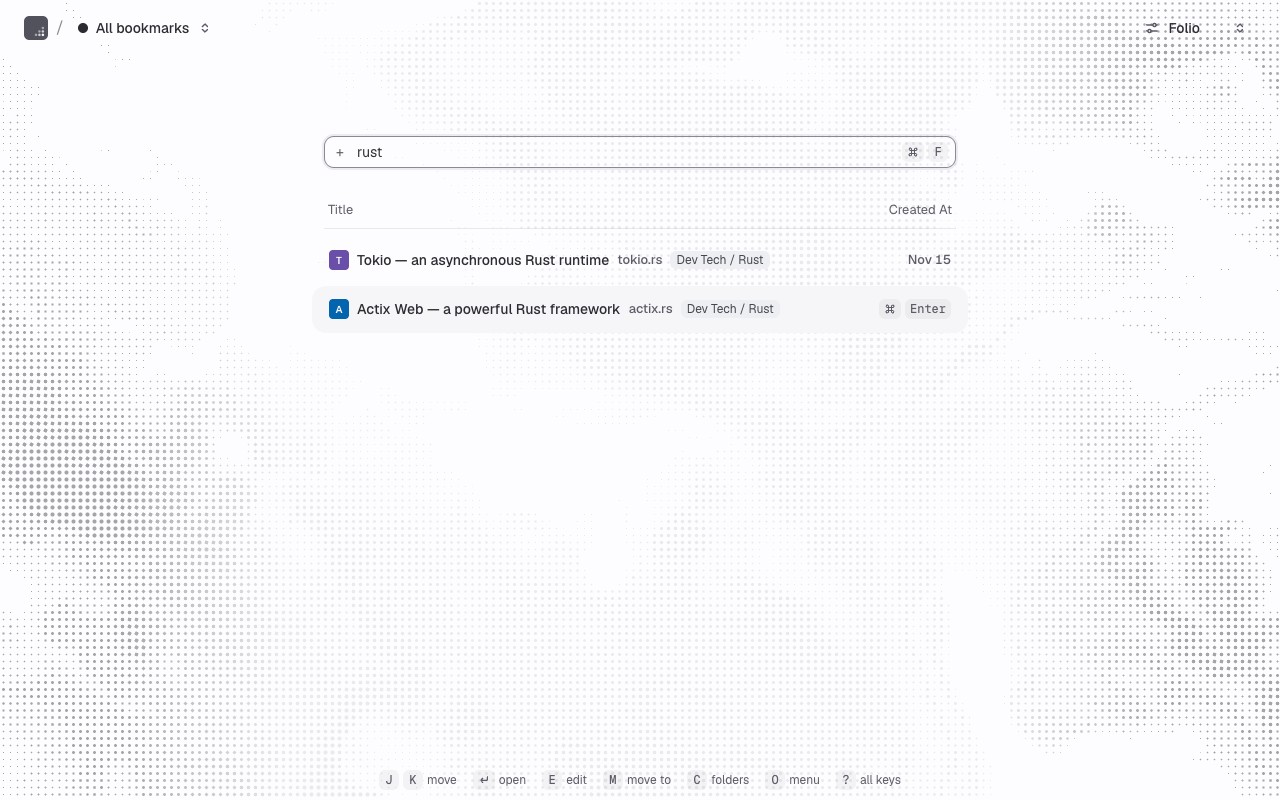 / All bookmarks Folio
+ rust ⌘ F
Title Created At
T Tokio — an asynchronous Rust runtime tokio.rs Dev Tech / Rust Nov 15
A Actix Web — a powerful Rust framework actix.rs Dev Tech / Rust ⌘ Enter
J K move ↵ open E edit M move to C folders O menu ? all keys